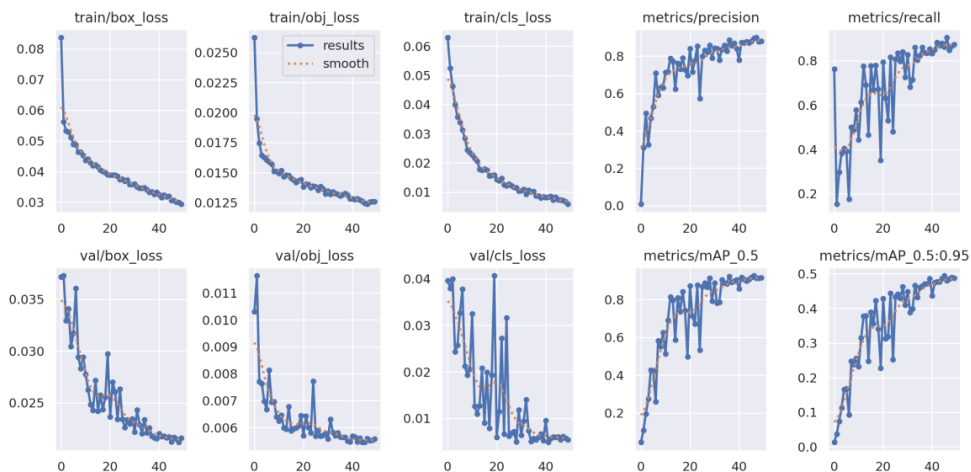 train/box_loss
train/obj_loss
train/cls_loss
metrics/precision
metrics/recall
results
smooth
0.08
0.07
0.06
0.05
0.04
0.03
0.0250
0.0225
0.0200
0.0175
0.0150
0.0125
0.06
0.05
0.04
0.03
0.02
0.01
0.8
0.6
0.4
0.2
0.0
0.8
0.6
0.4
0.2
0 20 40
0 20 40
0 20 40
0 20 40
0 20 40
val/box_loss
val/obj_loss
val/cls_loss
metrics/mAP_0.5
metrics/mAP_0.5:0.95
0.035
0.030
0.025
0.011
0.010
0.009
0.008
0.007
0.006
0.04
0.03
0.02
0.01
0.8
0.6
0.4
0.2
0.5
0.4
0.3
0.2
0.1
0.0
0 20 40
0 20 40
0 20 40
0 20 40
0 20 40